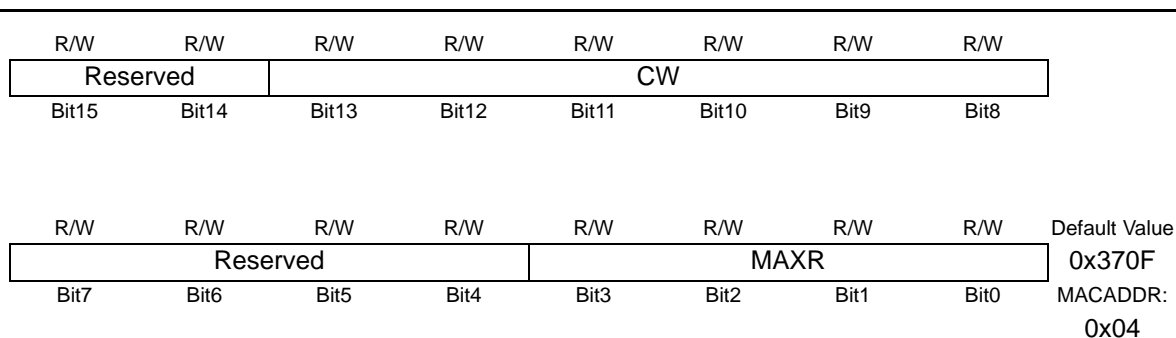 R/W R/W R/W R/W R/W R/W R/W R/W
Reserved CW
Bit15 Bit14 Bit13 Bit12 Bit11 Bit10 Bit9 Bit8
R/W R/W R/W R/W R/W R/W R/W R/W Default Value
Reserved MAXR 0x370F
Bit7 Bit6 Bit5 Bit4 Bit3 Bit2 Bit1 Bit0 MACADDR:
0x04